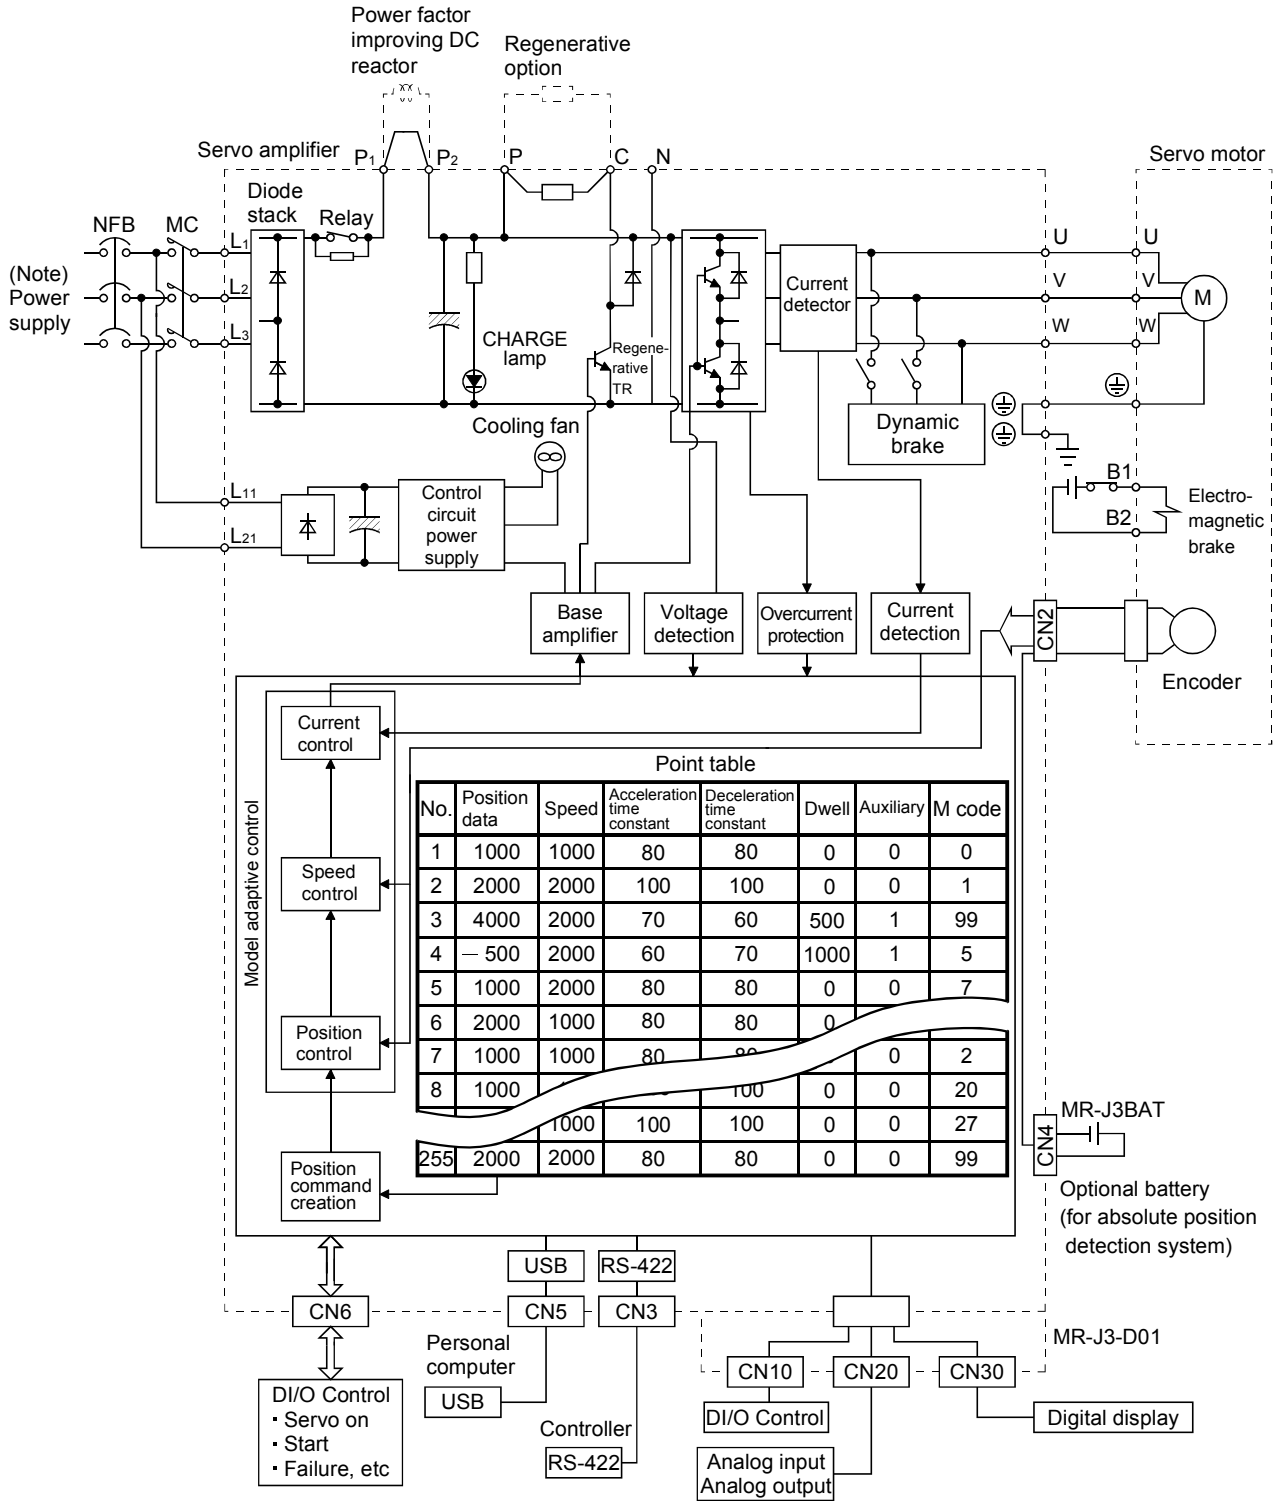 Power factor
improving DC
reactor
Regenerative
option
Servo amplifier
P1
P2
P
C
N
Servo motor
Diode
stack
Relay
NFB
MC
L1
L2
L3
(Note)
Power
supply
CHARGE
lamp
Regene-
rative
TR
Current
detector
U
V
W
U
V
W
M
Dynamic
brake
Cooling fan
L11
L21
Control
circuit
power
supply
B1
B2
Electro-
magnetic
brake
Base
amplifier
Voltage
detection
Overcurrent
protection
Current
detection
CN2
Encoder
Model adaptive control
Current
control
Speed
control
Position
control
Position
command
creation
Point table
No. Position data Speed Acceleration time constant Deceleration time constant Dwell Auxiliary M code
1 1000 1000 80 80 0 0 0
2 2000 2000 100 100 0 0 1
3 4000 2000 70 60 500 1 99
4 — 500 2000 60 70 1000 1 5
5 1000 2000 80 80 0 0 7
6 2000 1000 80 80 0
7 1000 1000 80 80 0 2
8 1000 100 0 0 20
1000 100 100 0 0 27
255 2000 2000 80 80 0 0 99
MR-J3BAT
CN4
Optional battery
(for absolute position
detection system)
USB
RS-422
CN6
CN5
CN3
MR-J3-D01
Personal
computer
USB
CN10
CN20
CN30
DI/O Control
▪ Servo on
▪ Start
▪ Failure, etc
Controller
RS-422
DI/O Control
Digital display
Analog input
Analog output